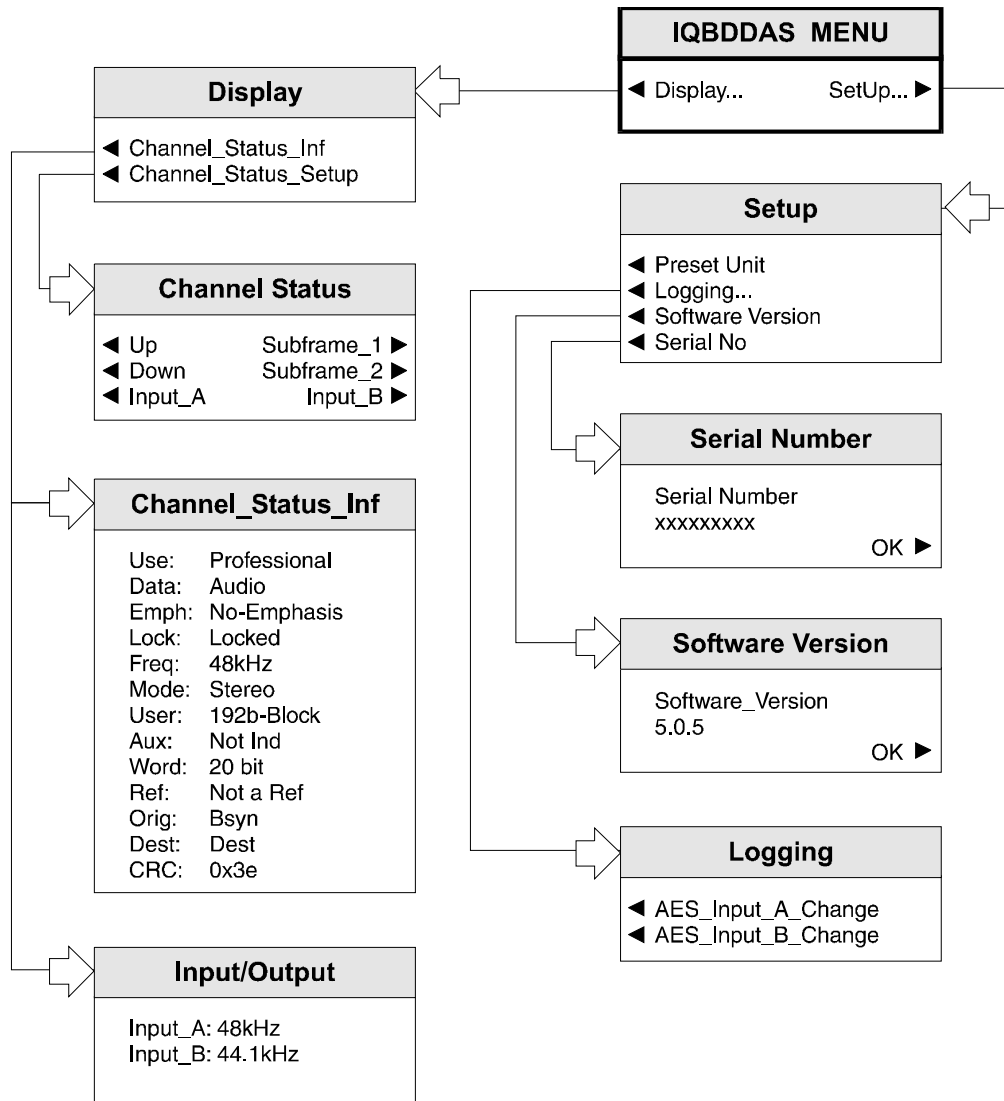 IQBDDAS MENU
◀ Display... SetUp... ▶
Display
◀ Channel_Status_Inf
◀ Channel_Status_Setup
Channel Status
◀ Up Subframe_1 ▶
◀ Down Subframe_2 ▶
◀ Input_A Input_B ▶
Channel_Status_Inf
Use: Professional
Data: Audio
Emph: No-Emphasis
Lock: Locked
Freq: 48kHz
Mode: Stereo
User: 192b-Block
Aux: Not Ind
Word: 20 bit
Ref: Not a Ref
Orig: Bsyn
Dest: Dest
CRC: 0x3e
Input/Output
Input_A: 48kHz
Input_B: 44.1kHz
Setup
◀ Preset Unit
◀ Logging...
◀ Software Version
◀ Serial No
Serial Number
Serial Number
xxxxxxxxx
OK ▶
Software Version
Software_Version
5.0.5
OK ▶
Logging
◀ AES_Input_A_Change
◀ AES_Input_B_Change